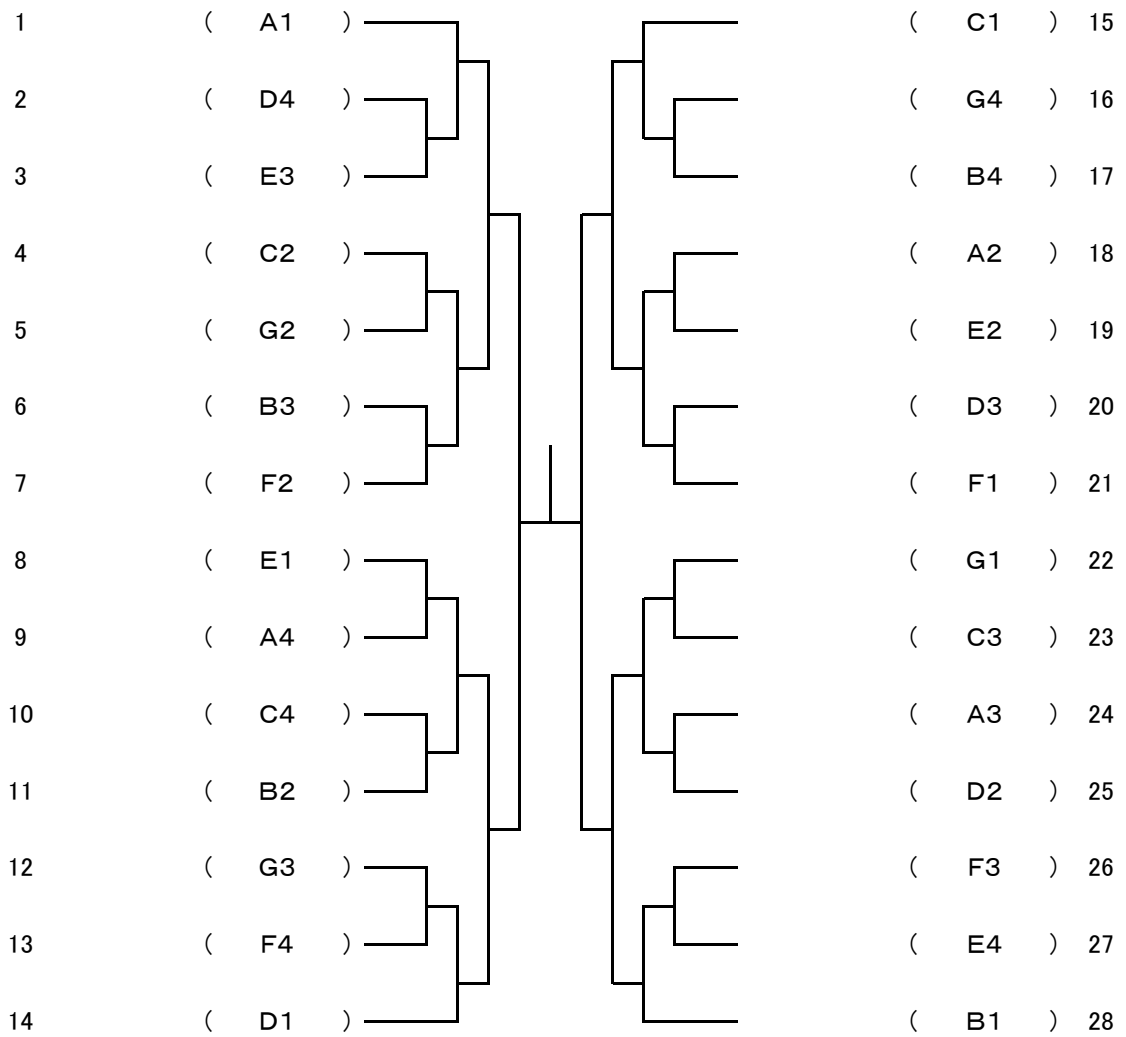 1 ( A1 ) ( C1 ) 15
2 ( D4 ) ( G4 ) 16
3 ( E3 ) ( B4 ) 17
4 ( C2 ) ( A2 ) 18
5 ( G2 ) ( E2 ) 19
6 ( B3 ) ( D3 ) 20
7 ( F2 ) ( F1 ) 21
8 ( E1 ) ( G1 ) 22
9 ( A4 ) ( C3 ) 23
10 ( C4 ) ( A3 ) 24
11 ( B2 ) ( D2 ) 25
12 ( G3 ) ( F3 ) 26
13 ( F4 ) ( E4 ) 27
14 ( D1 ) ( B1 ) 28